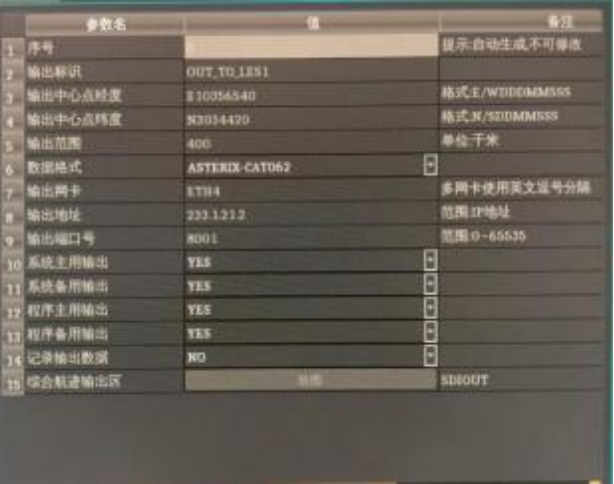 参数名 值 备注
1 序号 提示:自动生成,不可修改
2 输出标识 OUT_TO_LES1
3 输出中心点经度 E10356540 格式:E/WDDDMMSSS
4 输出中心点纬度 N3034420 格式:N/SDDMMSSS
5 输出范围 400 单位:千米
6 数据格式 ASTERIX-CAT062
7 输出网卡 ETH4 多网卡使用英文逗号分隔
8 输出地址 233.1.21.2 范围:IP地址
9 输出端口号 8001 范围:0~65535
10 系统主用输出 YES
11 系统备用输出 YES
12 程序主用输出 YES
13 程序备用输出 YES
14 记录输出数据 NO
15 综合航迹输出区 SDIOUT